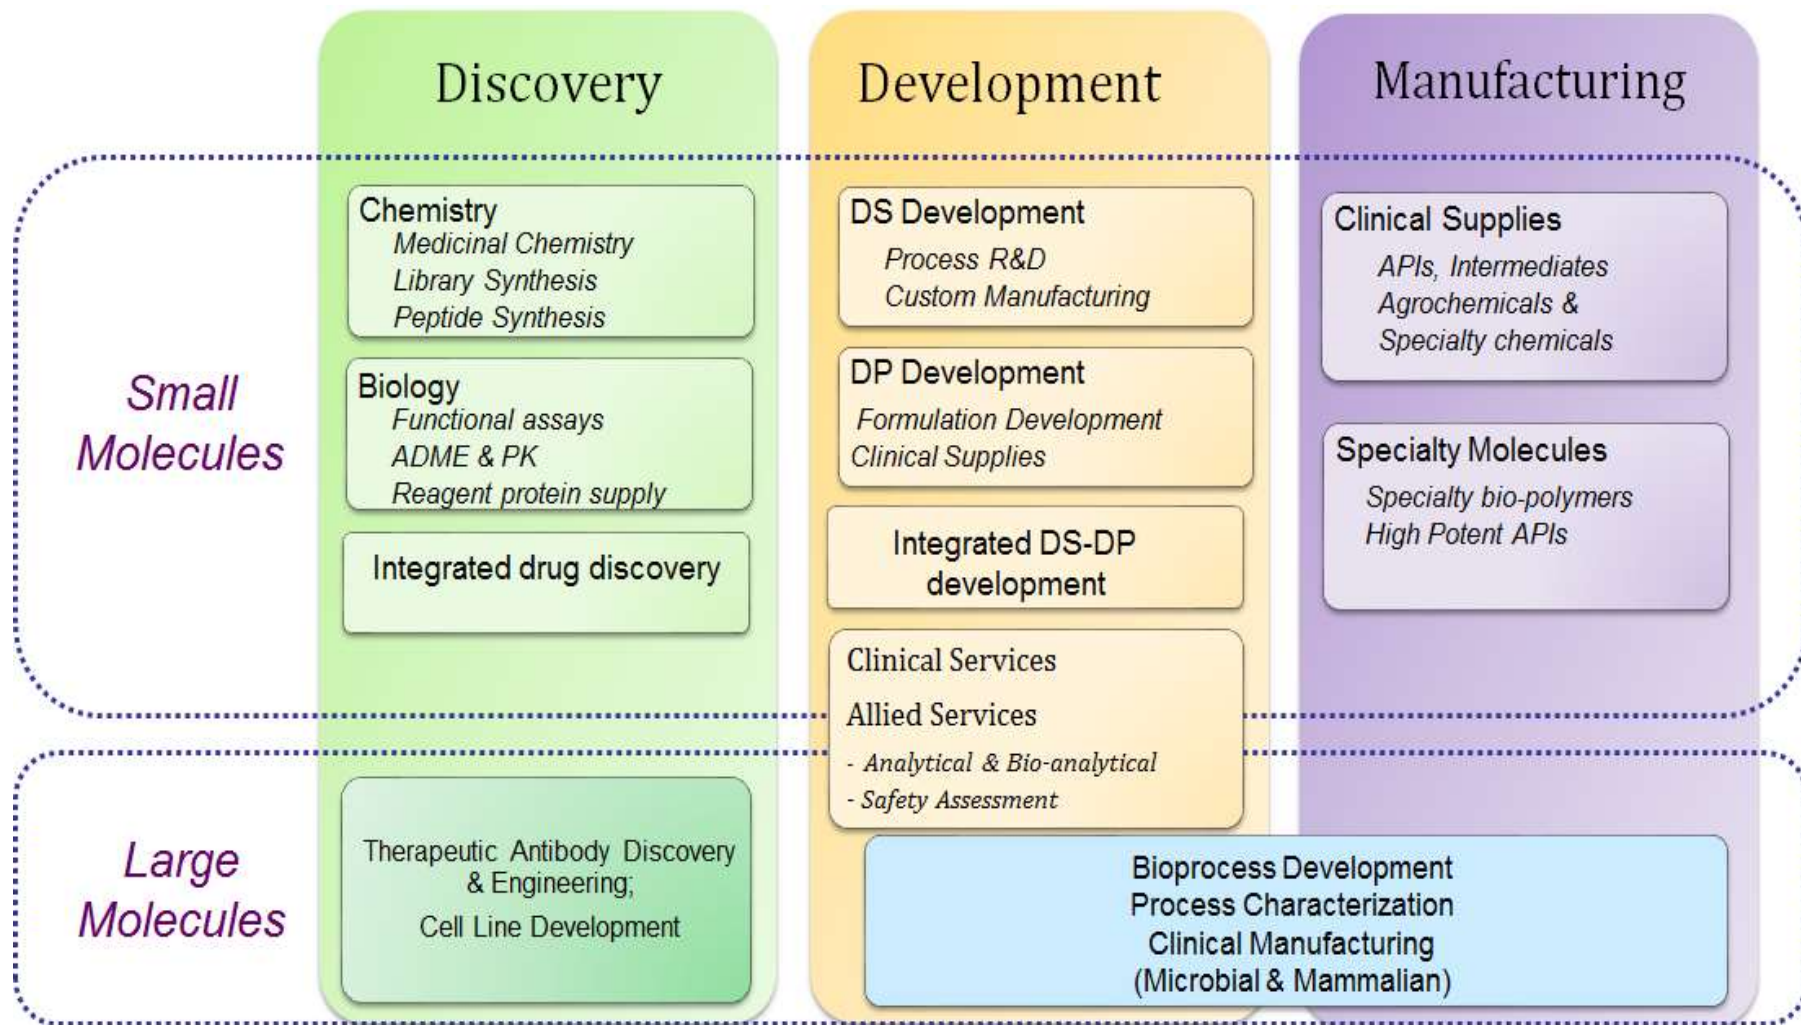 Discovery
Development
Manufacturing
Small
Molecules
Chemistry
Medicinal Chemistry
Library Synthesis
Peptide Synthesis
Biology
Functional assays
ADME & PK
Reagent protein supply
Integrated drug discovery
DS Development
Process R&D
Custom Manufacturing
DP Development
Formulation Development
Clinical Supplies
Integrated DS-DP
development
Clinical Services
Allied Services
- Analytical & Bio-analytical
- Safety Assessment
Clinical Supplies
APIs, Intermediates
Agrochemicals &
Specialty chemicals
Specialty Molecules
Specialty bio-polymers
High Potent APIs
Large
Molecules
Therapeutic Antibody Discovery
& Engineering;
Cell Line Development
Bioprocess Development
Process Characterization
Clinical Manufacturing
(Microbial & Mammalian)